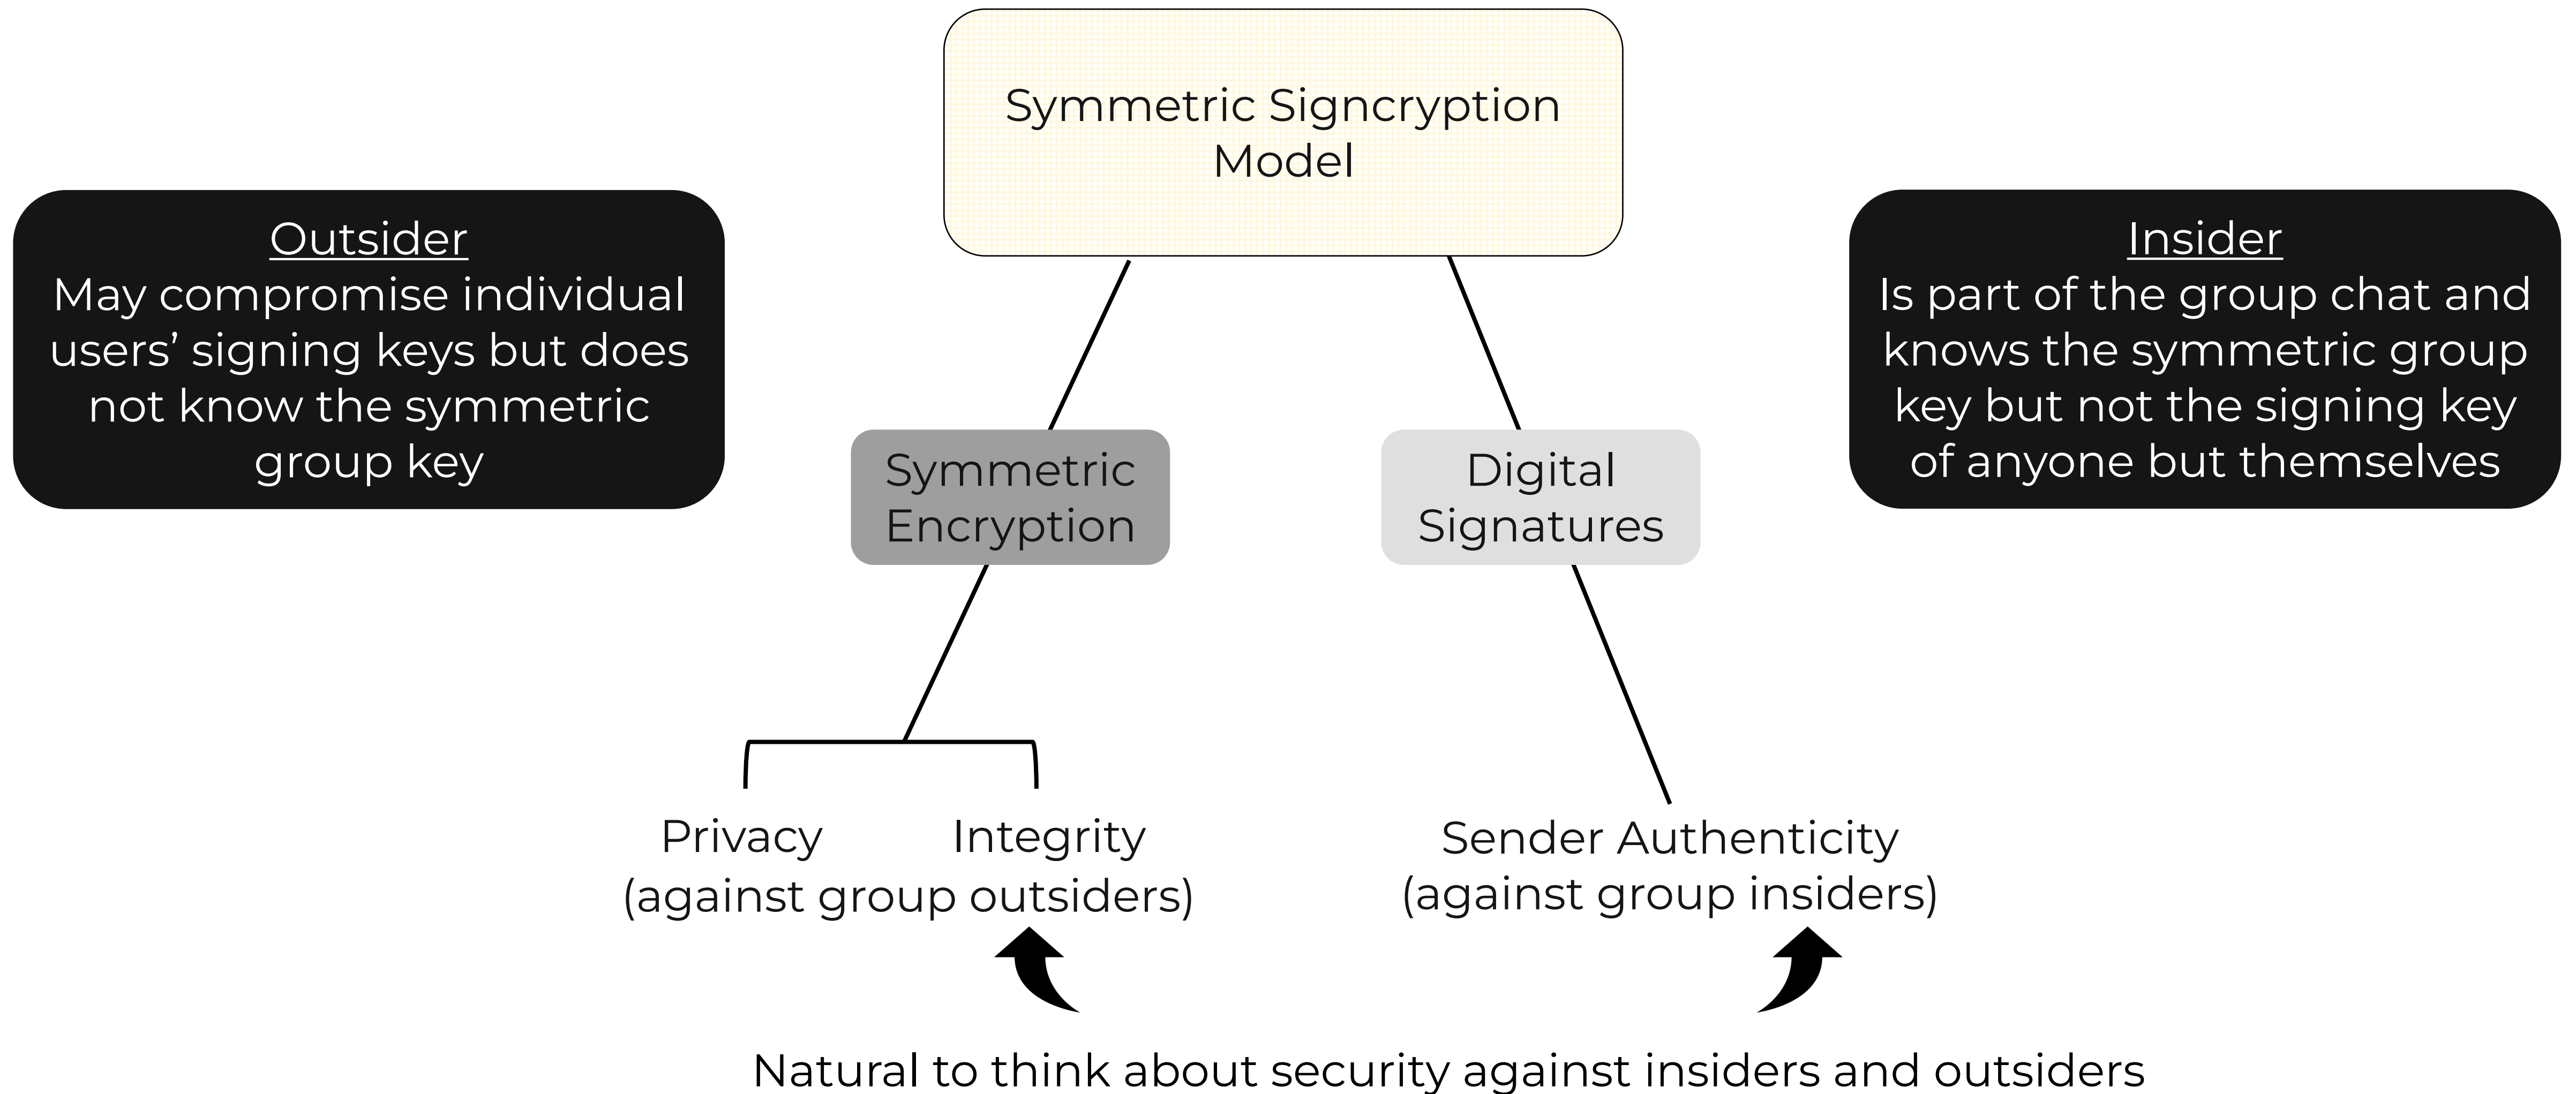 Symmetric Signcryption
Model
Outsider
May compromise individual
users’ signing keys but does
not know the symmetric
group key
Insider
Is part of the group chat and
knows the symmetric group
key but not the signing key
of anyone but themselves
Symmetric
Encryption
Digital
Signatures
Privacy
Integrity
(against group outsiders)
Sender Authenticity
(against group insiders)
Natural to think about security against insiders and outsiders